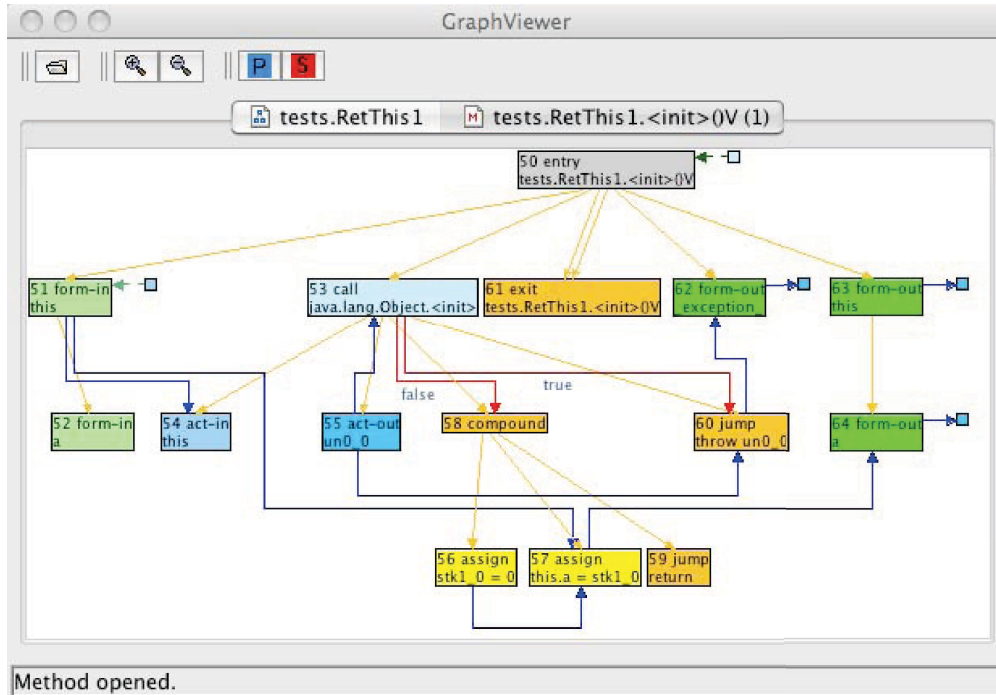 GraphViewer
P S
tests.RetThis1 M tests.RetThis1.<init>()V (1)
50 entry
tests.RetThis1.<init>()V
51 form-in
this
53 call
java.lang.Object.<init>
61 exit
tests.RetThis1.<init>()V
62 form-out
_exception_
63 form-out
this
false
true
52 form-in
a
54 act-in
this
55 act-out
un0_0
58 compound
60 jump
throw un0_0
64 form-out
a
56 assign
stk1_0 = 0
57 assign
this.a = stk1_0
59 jump
return
Method opened.